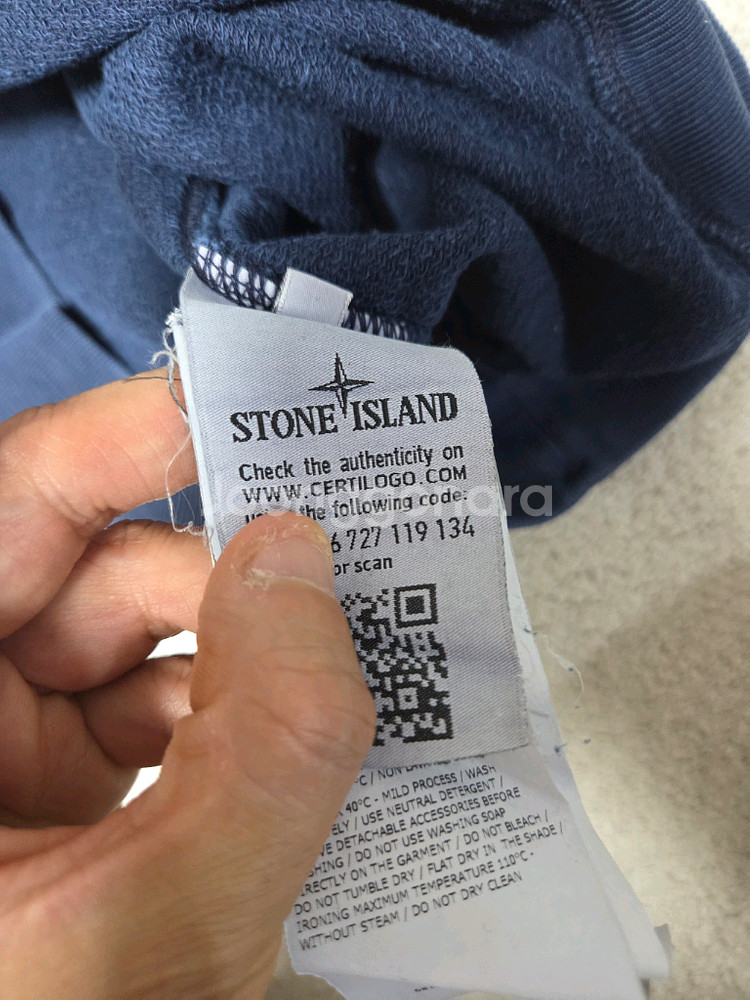 STONE ISLAND
Check the authenticity on
WWW.CERTILOGO.COM
the following code:
6 727 119 134
or scan
°C / NON
40°C - MILD PROCESS / WASH
/ USE NEUTRAL DETERGENT /
DETACHABLE ACCESSORIES BEFORE
/ DO NOT USE WASHING SOAP
ON THE GARMENT / DO NOT BLEACH /
DO NOT TUMBLE DRY / FLAT DRY IN THE SHADE /
IRONING MAXIMUM TEMPERATURE 110°C -
WITHOUT STEAM / DO NOT DRY CLEAN